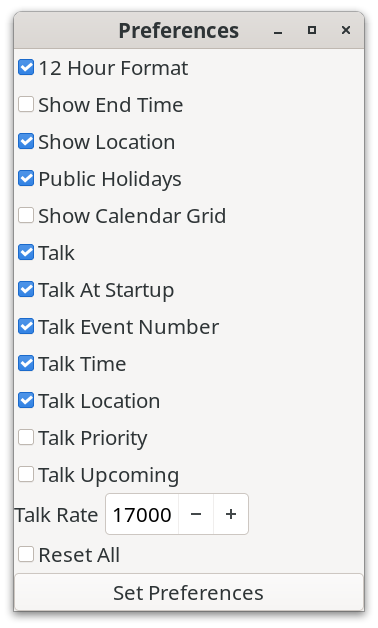 Preferences
12 Hour Format
Show End Time
Show Location
Public Holidays
Show Calendar Grid
Talk
Talk At Startup
Talk Event Number
Talk Time
Talk Location
Talk Priority
Talk Upcoming
Talk Rate 17000 − +
Reset All
Set Preferences